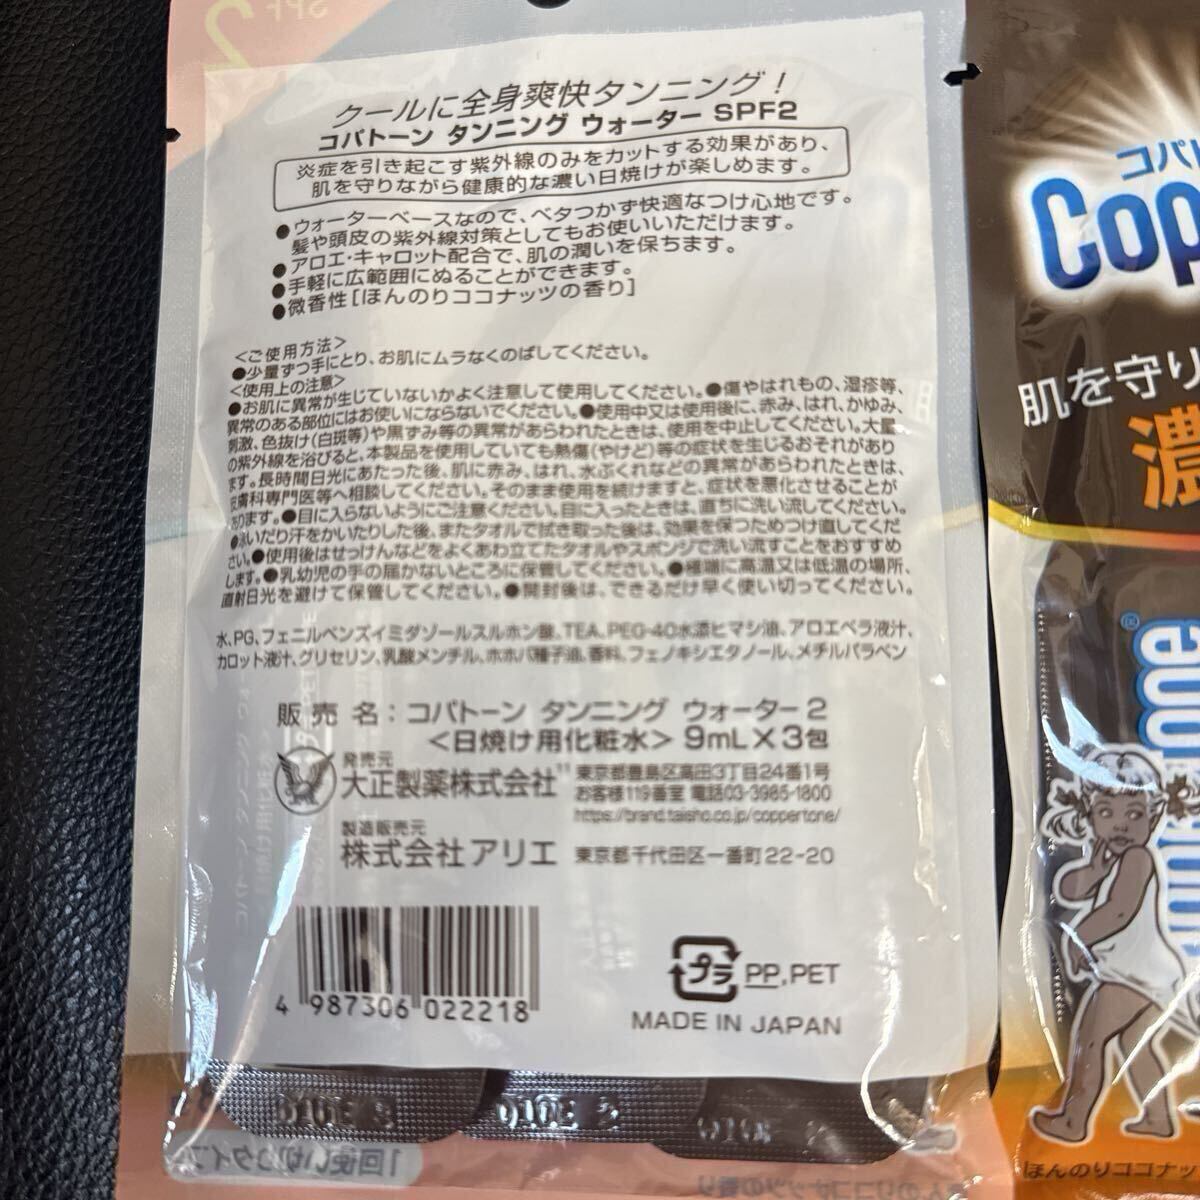 クールに全身爽快タンニング!
コパトーン タンニング ウォーター SPF2
炎症を引き起こす紫外線のみをカットする効果があり、
肌を守りながら健康的な濃い日焼けが楽しめます。
●ウォーターベースなので、ベタつかず快適なつけ心地です。
髪や頭皮の紫外線対策としてもお使いいただけます。
●アロエ・キャロット配合で、肌の潤いを保ちます。
●手軽に広範囲にぬることができます。
●微香性[ほんのりココナッツの香り]
<ご使用方法>
●少量ずつ手にとり、お肌にムラなくのばしてください。
<使用上の注意>
●お肌に異常が生じていないかよく注意して使用してください。●傷やはれもの、湿疹等、
異常のある部位にはお使いにならないでください。●使用中又は使用後に、赤み、はれ、かゆみ、
刺激、色抜け(白斑等)や黒ずみ等の異常があらわれたときは、使用を中止してください。大量
の紫外線を浴びると、本製品を使用していても熱傷(やけど)等の症状を生じるおそれがあり
ます。長時間日光にあたった後、肌に赤み、はれ、水ぶくれなどの異常があらわれたときは、
皮膚科専門医等へ相談してください。そのまま使用を続けますと、症状を悪化させることが
あります。●目に入らないようにご注意ください。目に入ったときは、直ちに洗い流してください。
●泳いだり汗をかいたりした後、またタオルで拭き取った後は、効果を保つためつけ直してくだ
さい。●使用後はせっけんなどをよくあわ立てたタオルやスポンジで洗い流すことをおすすめ
します。●乳幼児の手の届かないところに保管してください。●極端に高温又は低温の場所、
直射日光を避けて保管してください。●開封後は、できるだけ早く使い切ってください。
水、PG、フェニルベンズイミダゾールスルホン酸、TEA、PEG-40水添ヒマシ油、アロエベラ液汁、
カロット液汁、グリセリン、乳酸メンチル、ホホバ種子油、香料、フェノキシエタノール、メチルパラベン
販売名:コパトーン タンニング ウォーター2
<日焼け用化粧水> 9mL×3包
発売元
大正製薬株式会社
東京都豊島区高田3丁目24番1号
お客様119番室 電話03-3985-1800
https://brand.taisho.co.jp/coppertone/
製造販売元
株式会社アリエ 東京都千代田区一番町22-20
4 987306 022218
プラ PP,PET
MADE IN JAPAN
コパ
Cop
肌を守り
濃
ほんのりココナッ